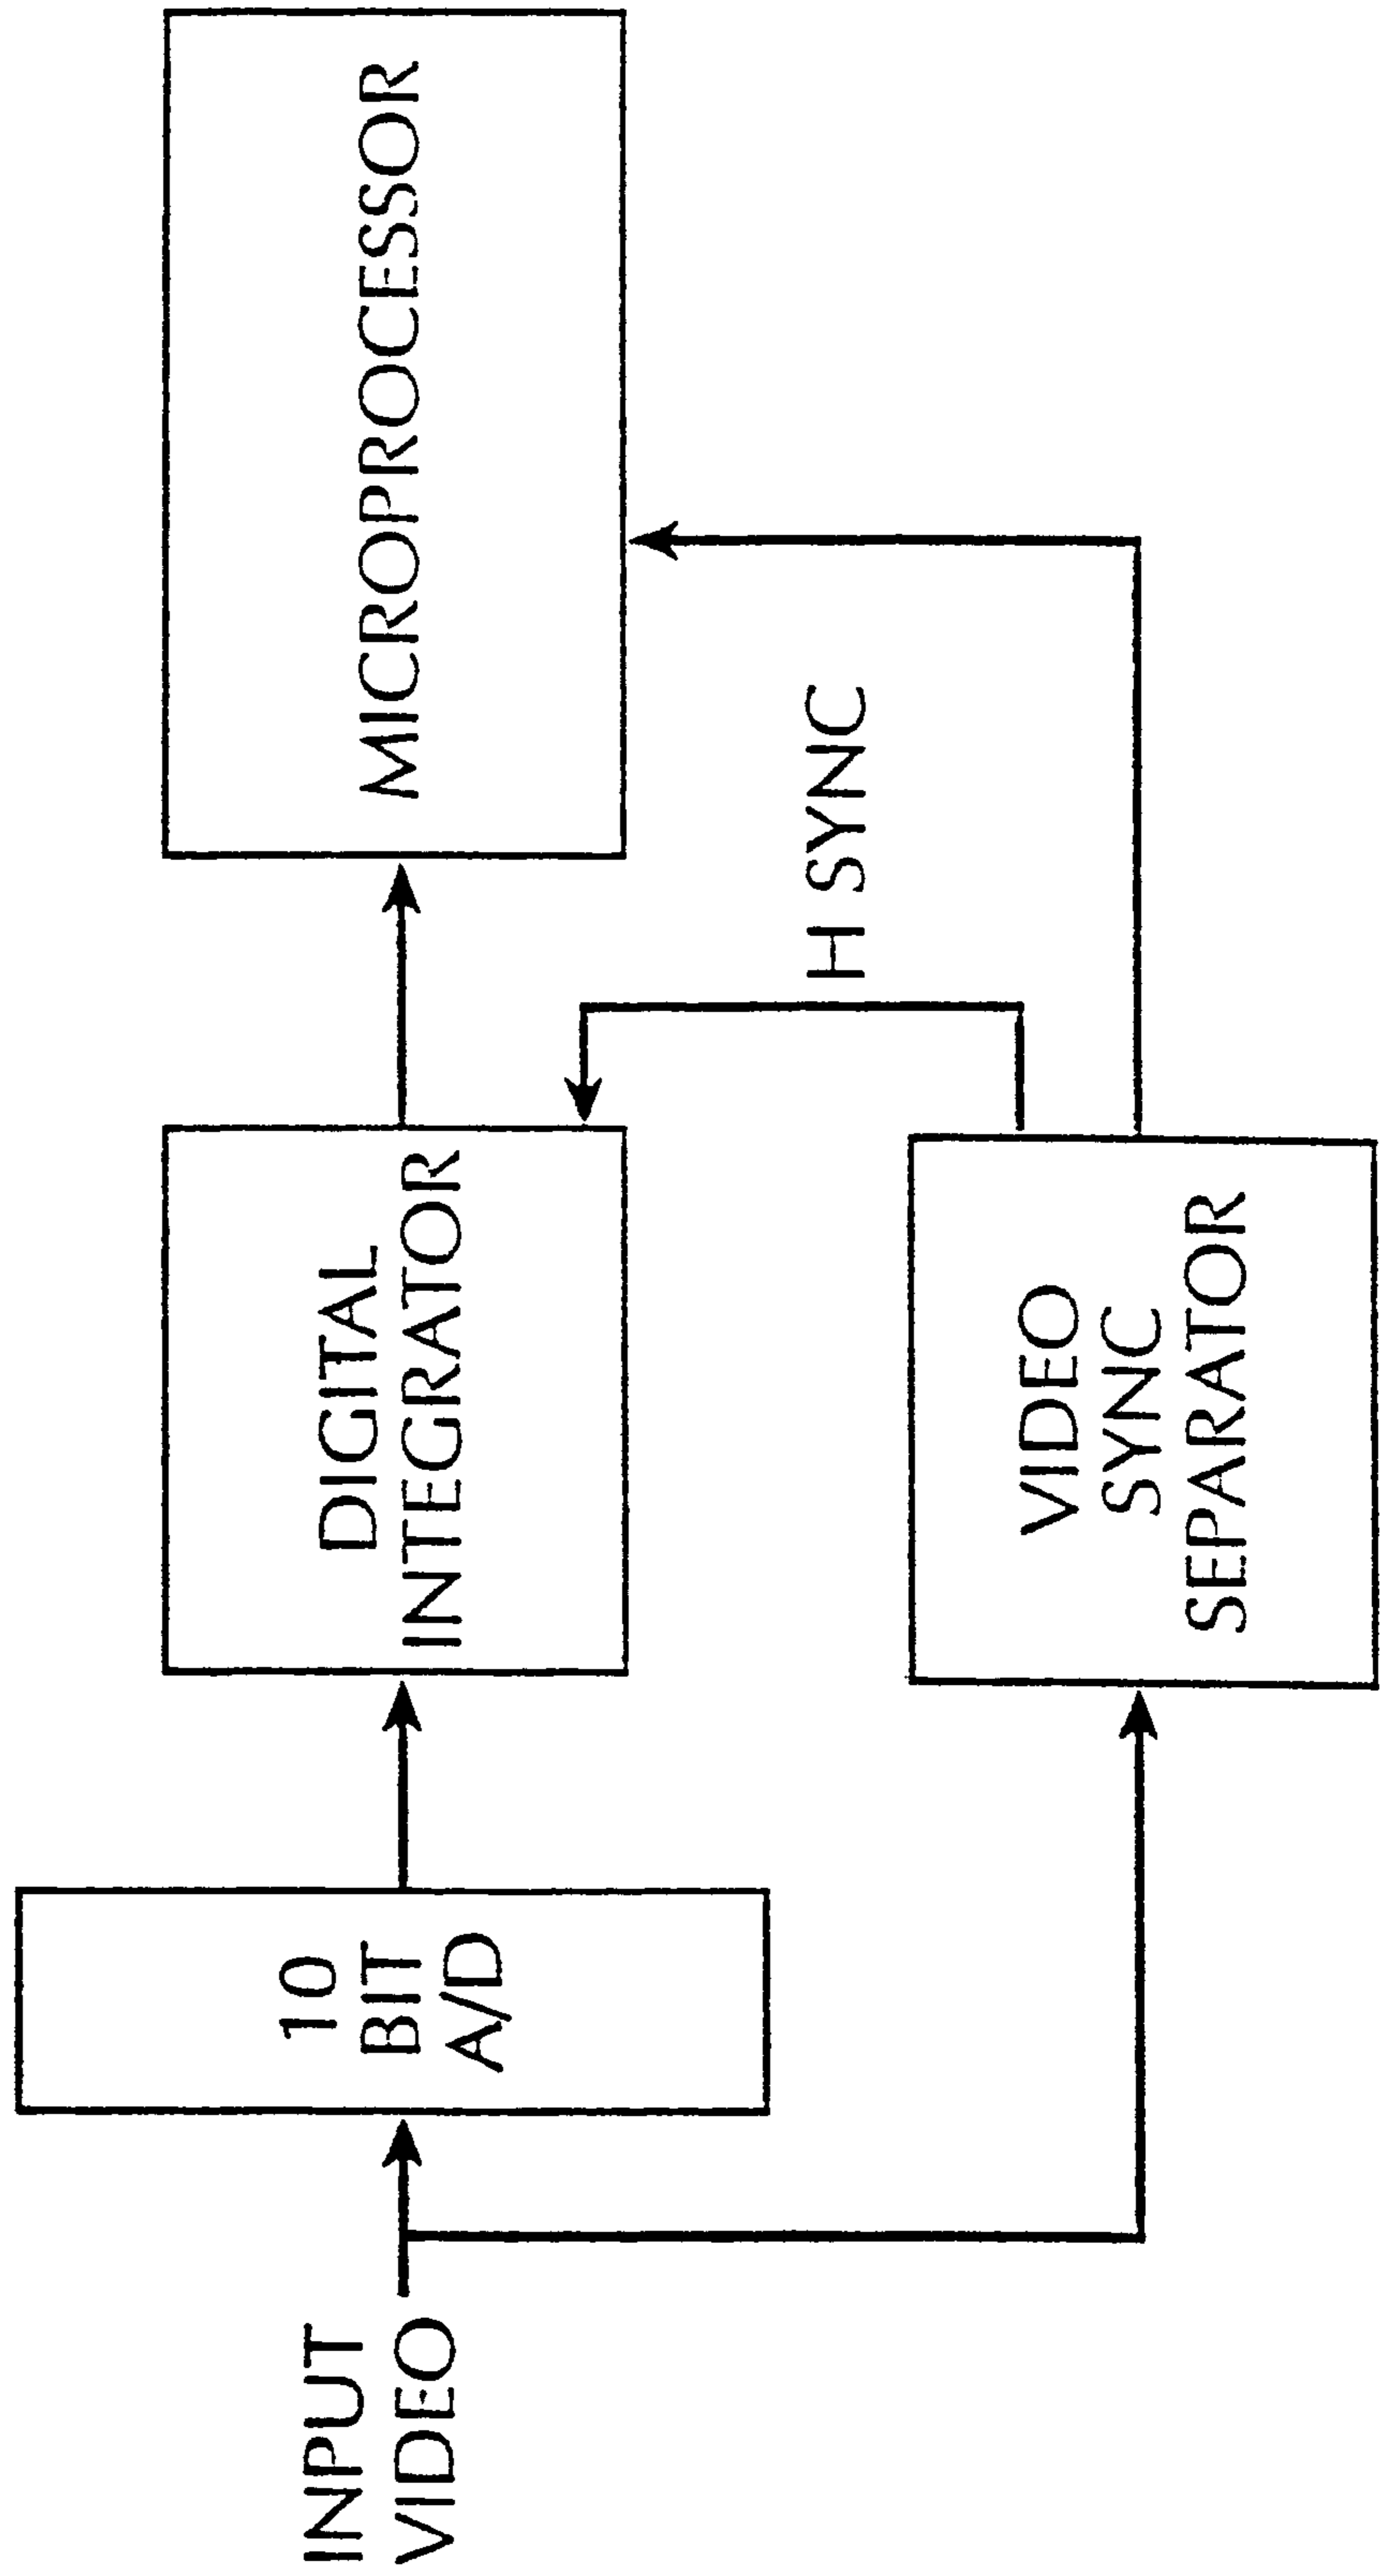 INPUT
VIDEO
10
BIT
A/D
DIGITAL
INTEGRATOR
MICROPROCESSOR
H SYNC
VIDEO
SYNC
SEPARATOR